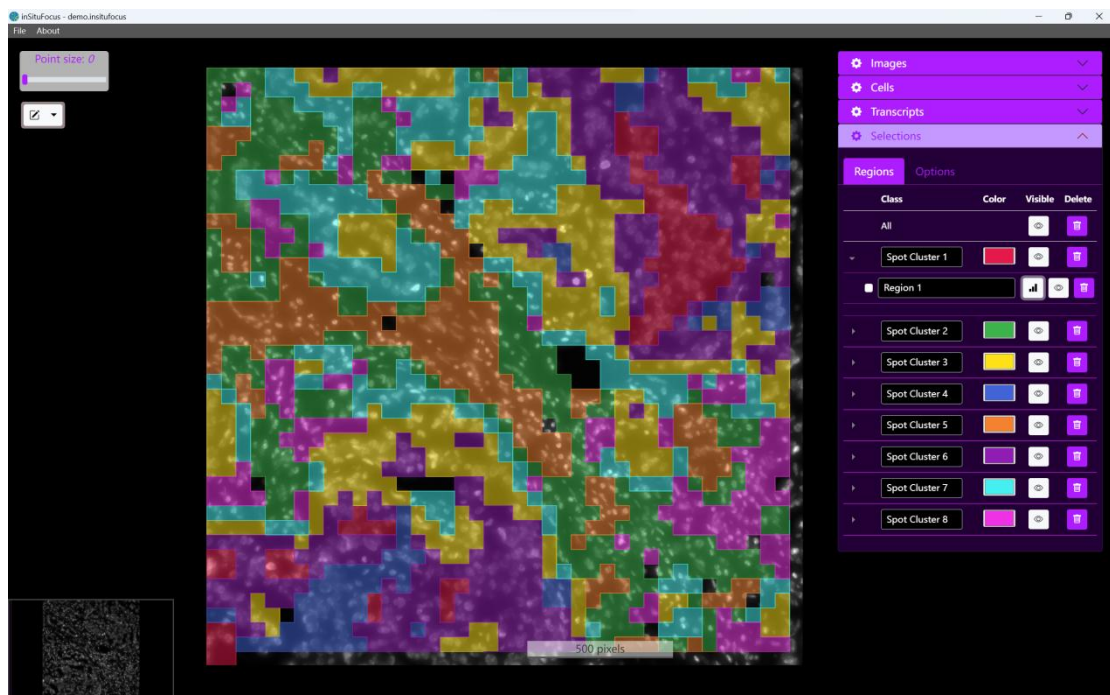 inSituFocus - demo.insitufocus
File About
Point size: 0
Images
Cells
Transcripts
Selections
Regions Options
Class Color Visible Delete
All
Spot Cluster 1
Region 1
Spot Cluster 2
Spot Cluster 3
Spot Cluster 4
Spot Cluster 5
Spot Cluster 6
Spot Cluster 7
Spot Cluster 8
500 pixels